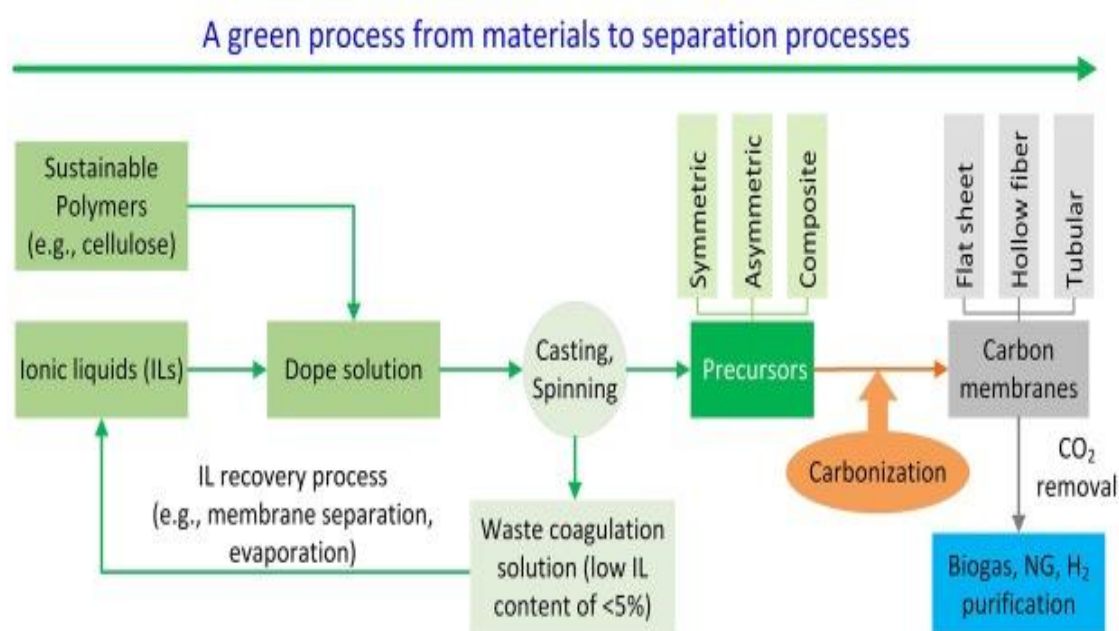 A green process from materials to separation processes
Sustainable
Polymers
(e.g., cellulose)
Ionic liquids (ILs)
Dope solution
Casting,
Spinning
Symmetric
Asymmetric
Composite
Precursors
Carbonization
Flat sheet
Hollow fiber
Tubular
Carbon
membranes
CO₂
removal
IL recovery process
(e.g., membrane separation,
evaporation)
Waste coagulation
solution (low IL
content of <5%)
Biogas, NG, H₂
purification